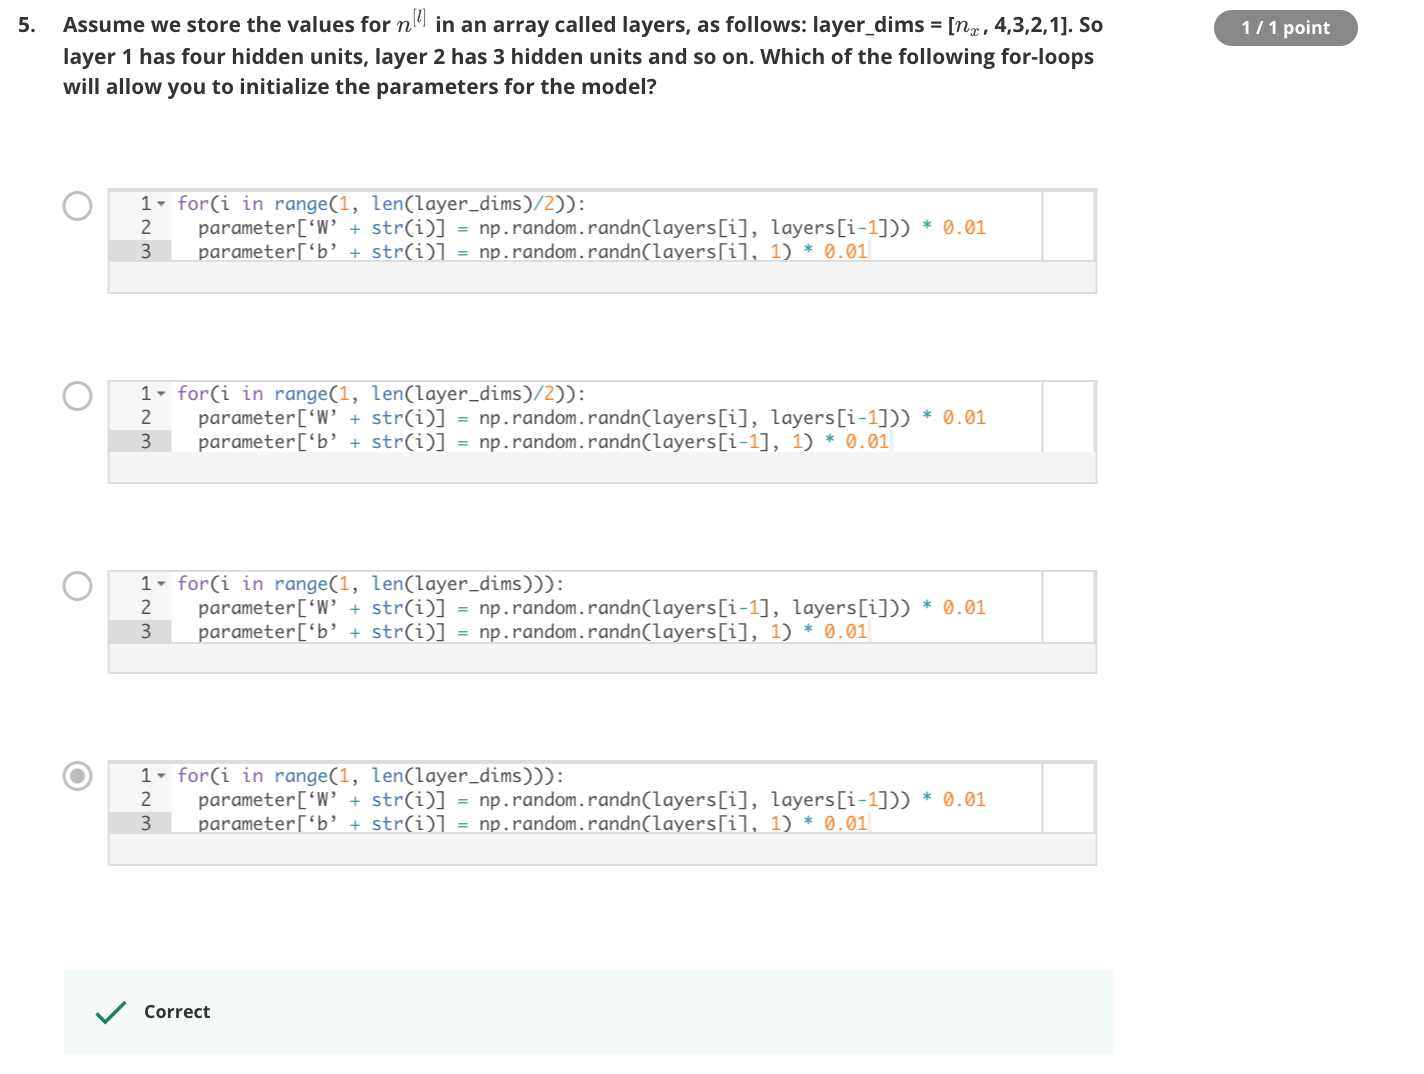 5. Assume we store the values for n^[l] in an array called layers, as follows: layer_dims = [n_x, 4,3,2,1]. So
1 / 1 point
layer 1 has four hidden units, layer 2 has 3 hidden units and so on. Which of the following for-loops
will allow you to initialize the parameters for the model?
1 for(i in range(1, len(layer_dims)/2)):
2 parameter[‘W’ + str(i)] = np.random.randn(layers[i], layers[i-1])) * 0.01
3 parameter[‘b’ + str(i)] = np.random.randn(layers[i], 1) * 0.01
1 for(i in range(1, len(layer_dims)/2)):
2 parameter[‘W’ + str(i)] = np.random.randn(layers[i], layers[i-1])) * 0.01
3 parameter[‘b’ + str(i)] = np.random.randn(layers[i-1], 1) * 0.01
1 for(i in range(1, len(layer_dims))):
2 parameter[‘W’ + str(i)] = np.random.randn(layers[i-1], layers[i])) * 0.01
3 parameter[‘b’ + str(i)] = np.random.randn(layers[i], 1) * 0.01
1 for(i in range(1, len(layer_dims))):
2 parameter[‘W’ + str(i)] = np.random.randn(layers[i], layers[i-1])) * 0.01
3 parameter[‘b’ + str(i)] = np.random.randn(layers[i], 1) * 0.01
Correct